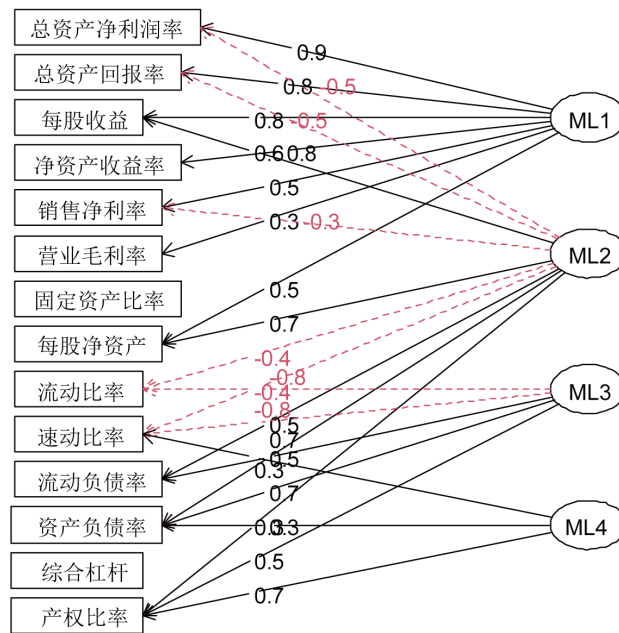 总资产净利润率
0.9
总资产回报率
0.8
-0.5
每股收益
0.8
-0.5
ML1
净资产收益率
0.6
0.8
销售净利率
0.5
营业毛利率
0.3
-0.3
ML2
固定资产比率
0.5
每股净资产
0.7
-0.4
流动比率
-0.8
-0.4
ML3
-0.8
速动比率
0.5
0.7
流动负债率
0.5
0.3
0.7
资产负债率
0.3
ML4
综合杠杆
0.5
产权比率
0.7